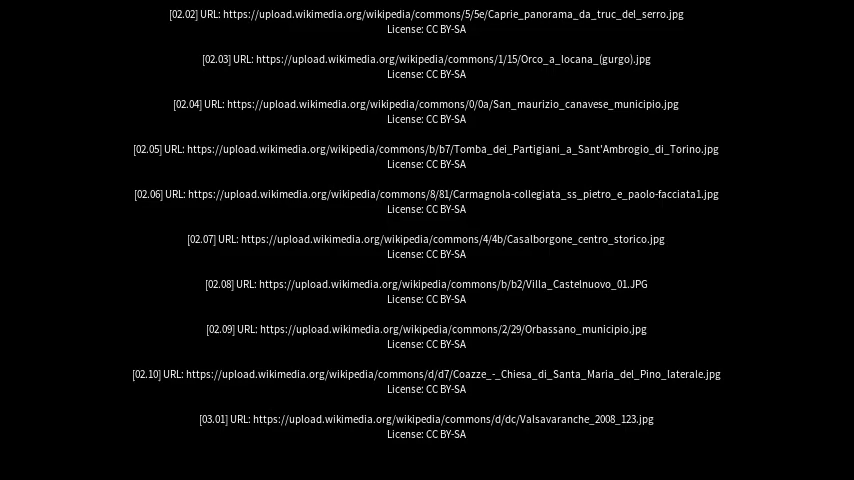 [02.02] URL: https://upload.wikimedia.org/wikipedia/commons/5/5e/Caprie_panorama_da_truc_del_serro.jpg
License: CC BY-SA
[02.03] URL: https://upload.wikimedia.org/wikipedia/commons/1/15/Orco_a_locana_(gurgo).jpg
License: CC BY-SA
[02.04] URL: https://upload.wikimedia.org/wikipedia/commons/0/0a/San_maurizio_canavese_municipio.jpg
License: CC BY-SA
[02.05] URL: https://upload.wikimedia.org/wikipedia/commons/b/b7/Tomba_dei_Partigiani_a_Sant'Ambrogio_di_Torino.jpg
License: CC BY-SA
[02.06] URL: https://upload.wikimedia.org/wikipedia/commons/8/81/Carmagnola-collegiata_ss_pietro_e_paolo-facciata1.jpg
License: CC BY-SA
[02.07] URL: https://upload.wikimedia.org/wikipedia/commons/4/4b/Casalborgone_centro_storico.jpg
License: CC BY-SA
[02.08] URL: https://upload.wikimedia.org/wikipedia/commons/b/b2/Villa_Castelnuovo_01.JPG
License: CC BY-SA
[02.09] URL: https://upload.wikimedia.org/wikipedia/commons/2/29/Orbassano_municipio.jpg
License: CC BY-SA
[02.10] URL: https://upload.wikimedia.org/wikipedia/commons/d/d7/Coazze_-_Chiesa_di_Santa_Maria_del_Pino_laterale.jpg
License: CC BY-SA
[03.01] URL: https://upload.wikimedia.org/wikipedia/commons/d/dc/Valsavaranche_2008_123.jpg
License: CC BY-SA